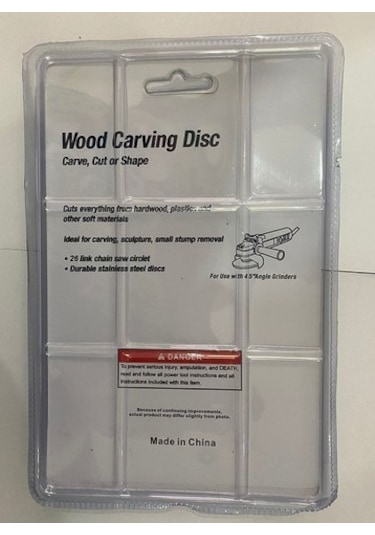 Wood Carving Disc
Carve, Cut or Shape
Cuts everything from hardwood, plastics and
other soft materials
Ideal for carving, sculpture, small stump removal
• 26 link chain saw circlet
• Durable stainless steel discs
For Use with 4.5"Angle Grinders
⚠ DANGER
To prevent serious injury, amputation, and DEATH,
read and follow all power tool instructions and all
instructions included with this item.
Because of continuing improvements,
actual product may differ slightly from photo.
Made in China